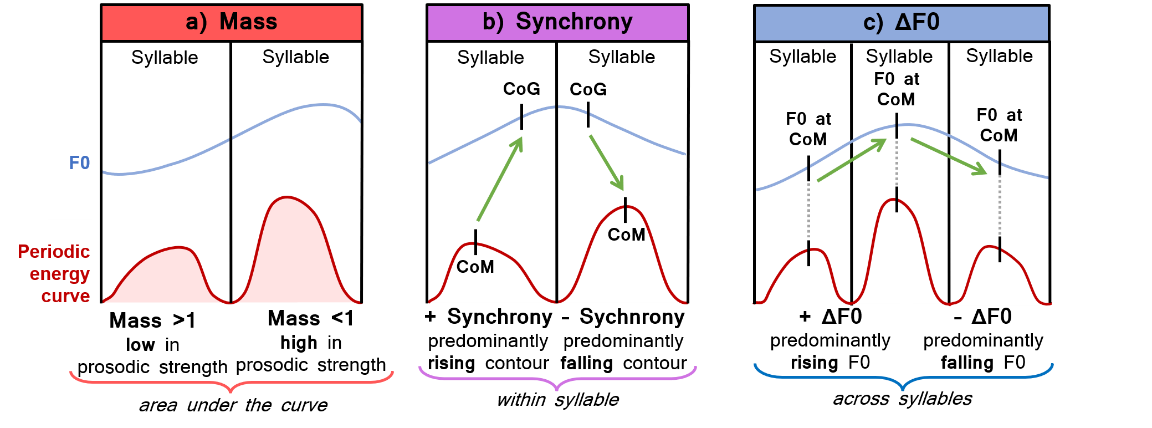 a) Mass
Syllable
Syllable
F0
Periodic
energy
curve
Mass >1
low in
prosodic strength
Mass <1
high in
prosodic strength
area under the curve
b) Synchrony
Syllable
Syllable
CoG
CoG
CoM
CoM
+ Synchrony
predominantly
rising contour
- Sychnrony
predominantly
falling contour
within syllable
c) ΔF0
Syllable
Syllable
Syllable
F0 at
CoM
F0 at
CoM
F0 at
CoM
+ ΔF0
predominantly
rising F0
- ΔF0
predominantly
falling F0
across syllables